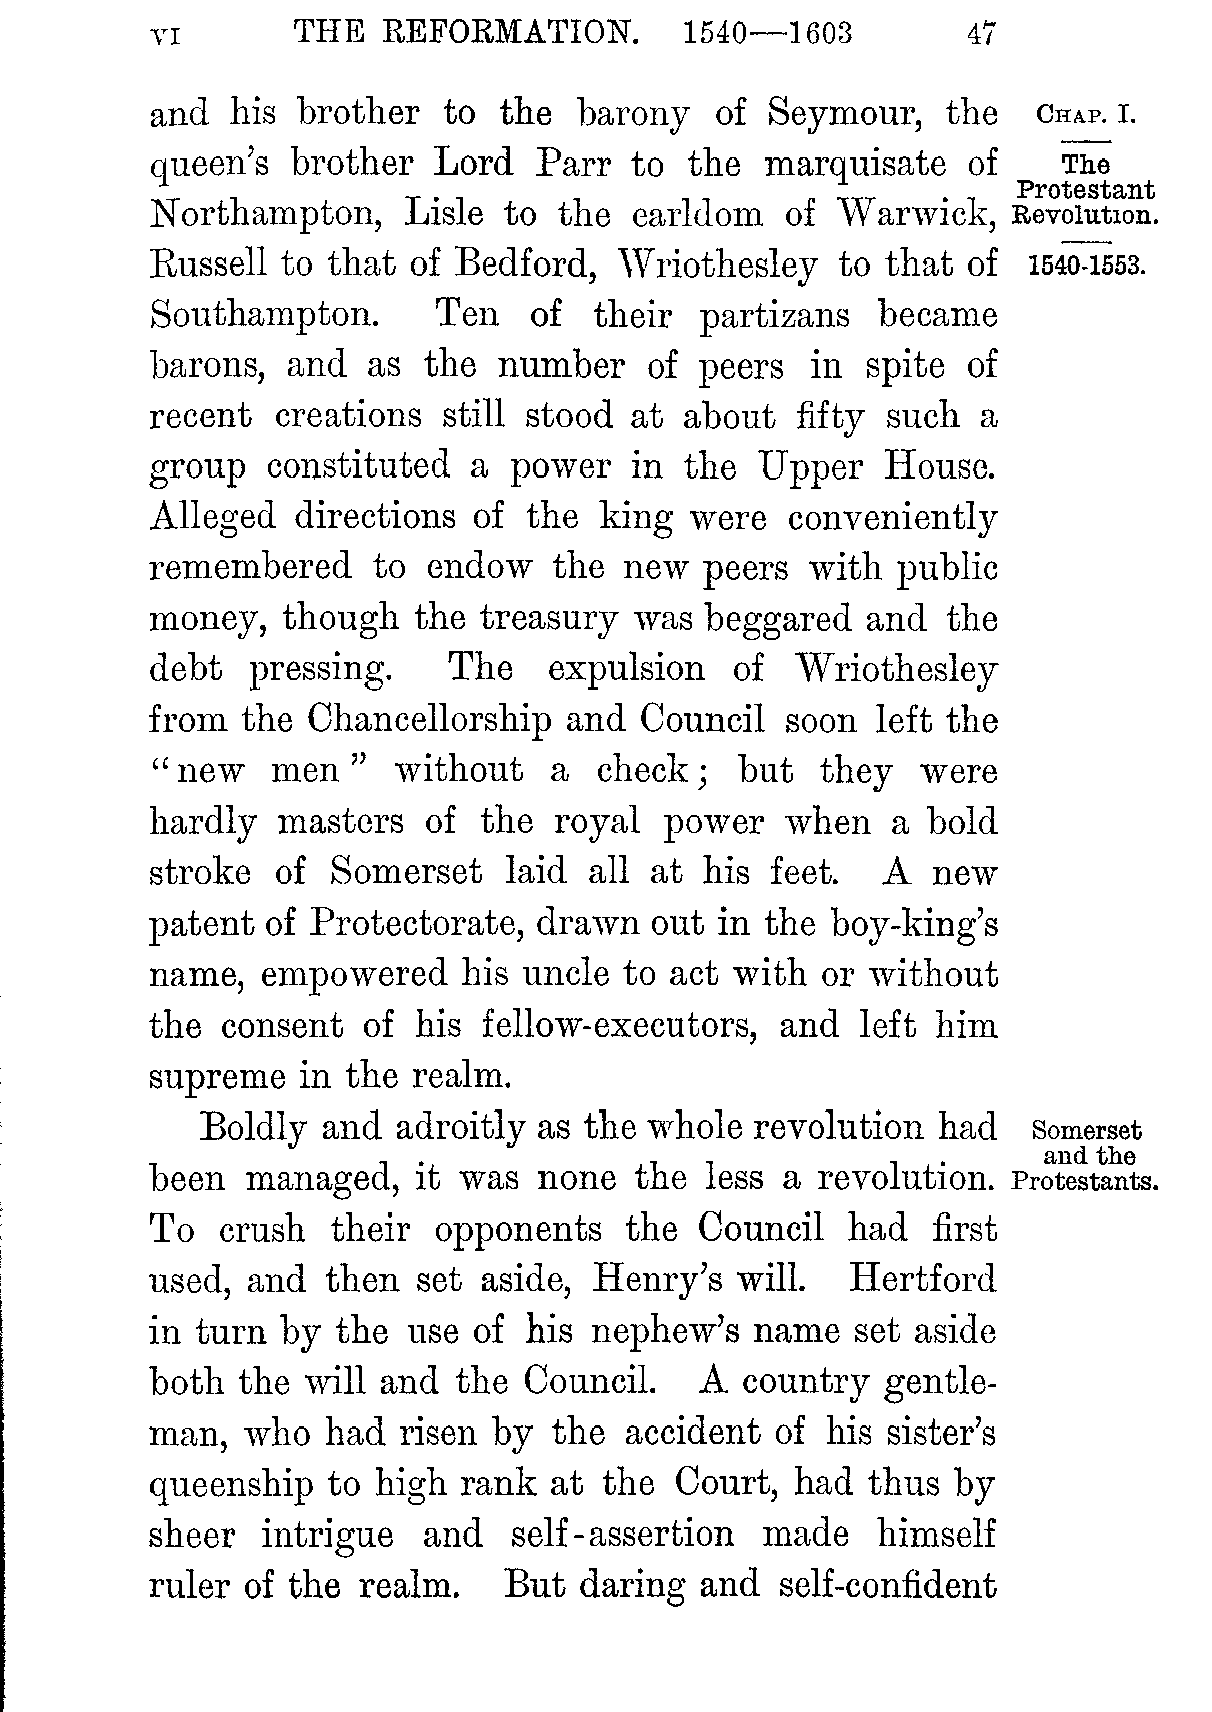 VI THE REFORMATION. 1540—1603 47
and his brother to the barony of Seymour, the
queen's brother Lord Parr to the marquisate of
Northampton, Lisle to the earldom of Warwick,
Russell to that of Bedford, Wriothesley to that of
Southampton. Ten of their partizans became
barons, and as the number of peers in spite of
recent creations still stood at about fifty such a
group constituted a power in the Upper House.
Alleged directions of the king were conveniently
remembered to endow the new peers with public
money, though the treasury was beggared and the
debt pressing. The expulsion of Wriothesley
from the Chancellorship and Council soon left the
"new men" without a check; but they were
hardly masters of the royal power when a bold
stroke of Somerset laid all at his feet. A new
patent of Protectorate, drawn out in the boy-king's
name, empowered his uncle to act with or without
the consent of his fellow-executors, and left him
supreme in the realm.
Boldly and adroitly as the whole revolution had
been managed, it was none the less a revolution.
To crush their opponents the Council had first
used, and then set aside, Henry's will. Hertford
in turn by the use of his nephew's name set aside
both the will and the Council. A country gentle-
man, who had risen by the accident of his sister's
queenship to high rank at the Court, had thus by
sheer intrigue and self-assertion made himself
ruler of the realm. But daring and self-confident
CHAP. I.
The
Protestant
Revolution.
1540-1553.
Somerset
and the
Protestants.